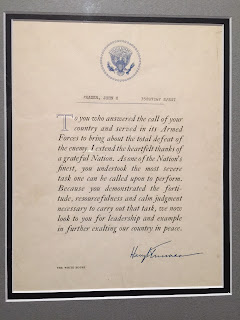 To you who answered the call of your
country and served in its Armed
Forces to bring about the total defeat of
the enemy, I extend the heartfelt thanks of
a grateful Nation. As one of the Nation's
finest, you undertook the most severe
task one can be called upon to perform.
Because you demonstrated the forti-
tude, resourcefulness and calm judgment
necessary to carry out that task, we now
look to you for leadership and example
in further exalting our country in peace.
Harry Truman
THE WHITE HOUSE